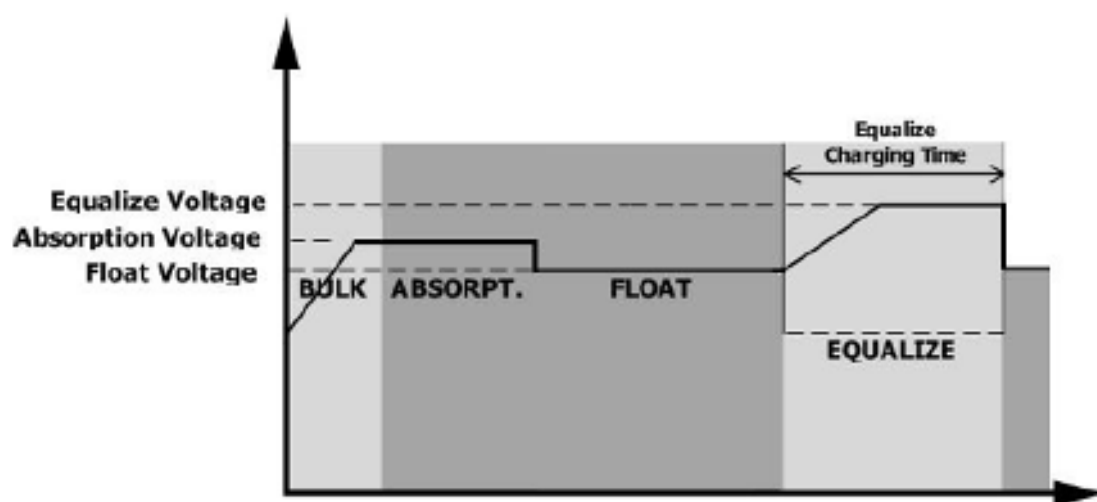 Equalize
Charging Time
Equalize Voltage
Absorption Voltage
Float Voltage
BULK
ABSORPT.
FLOAT
EQUALIZE